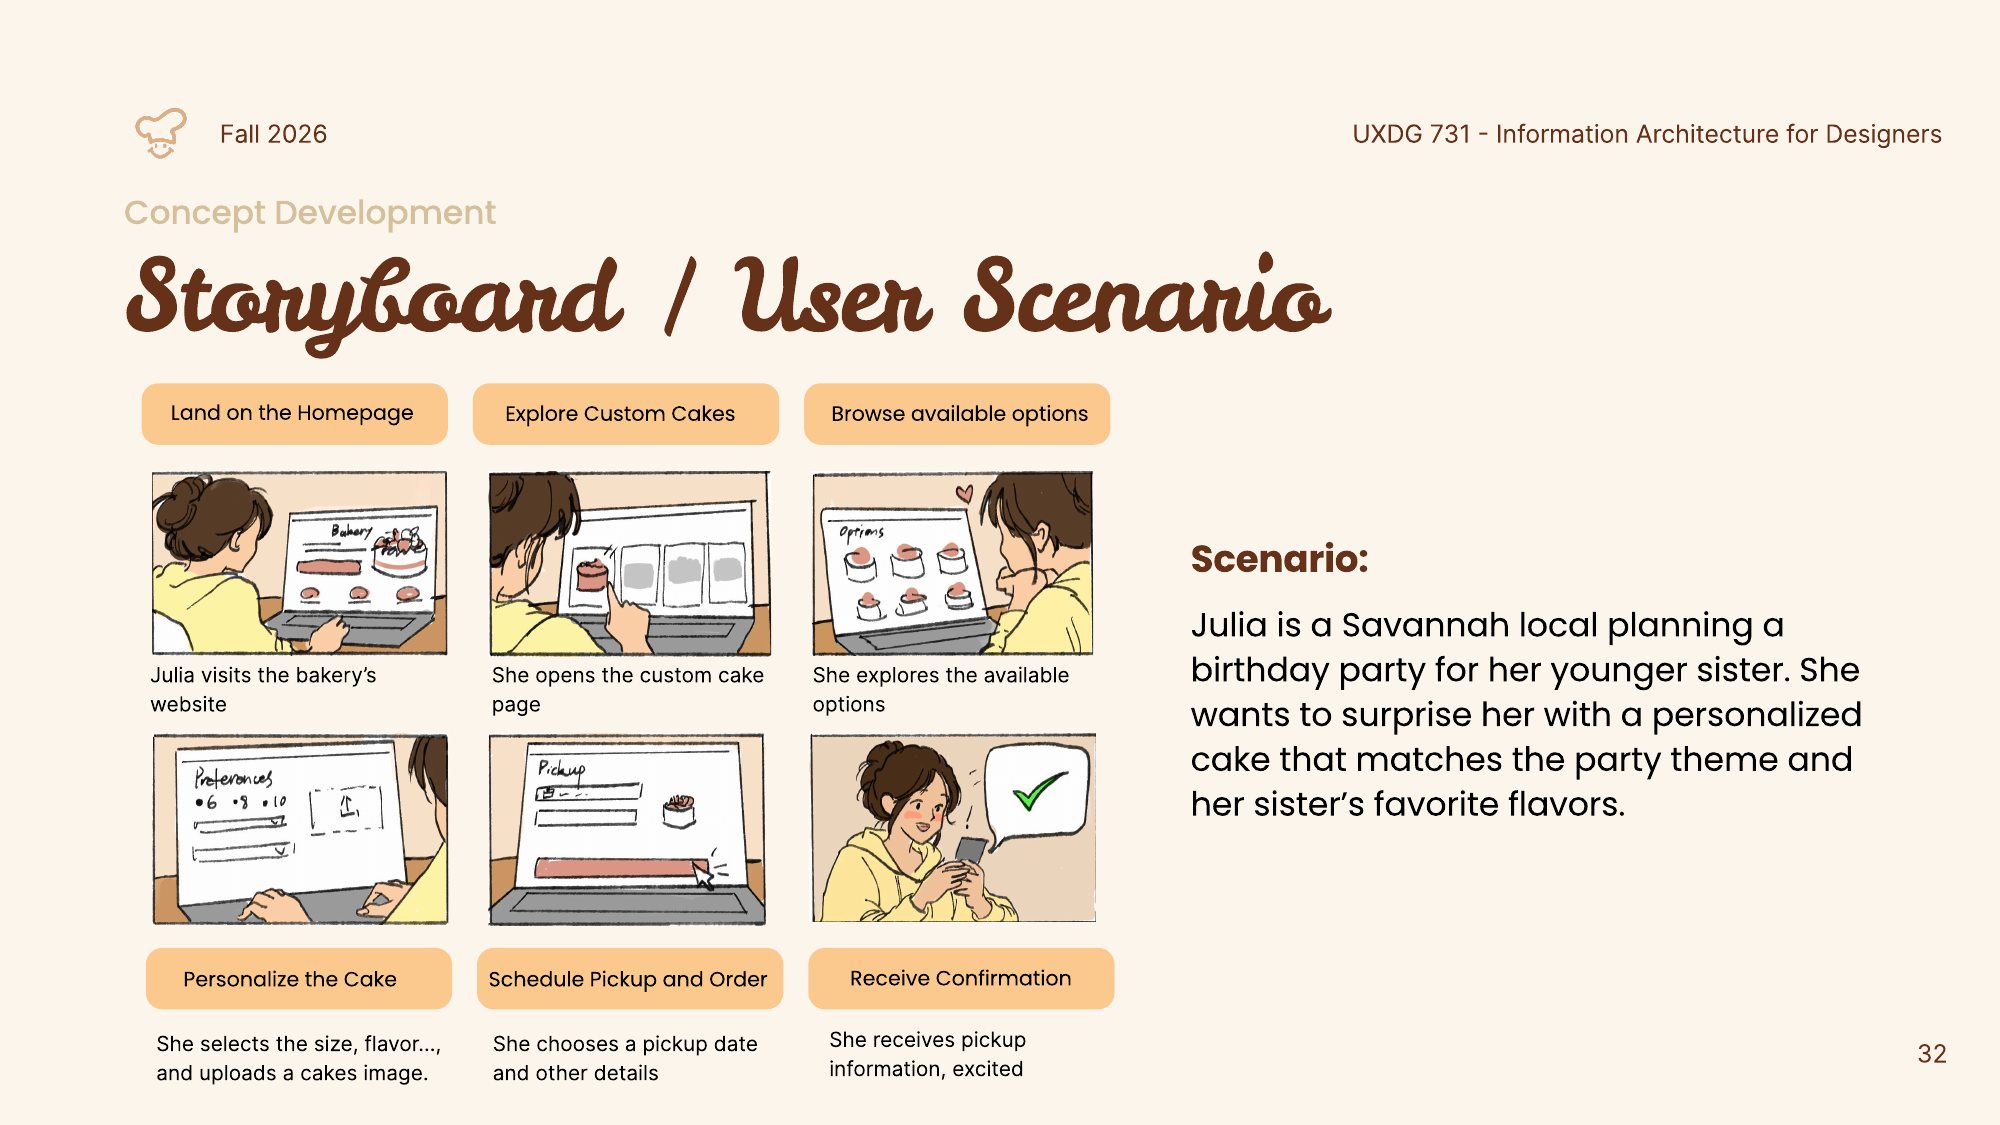 Fall 2026
UXDG 731 - Information Architecture for Designers
Concept Development
Storyboard / User Scenario
Land on the Homepage
Explore Custom Cakes
Browse available options
Bakery
Options
Julia visits the bakery’s
website
She opens the custom cake
page
She explores the available
options
Preferences
•6 •8 •10
Pickup
Personalize the Cake
Schedule Pickup and Order
Receive Confirmation
She selects the size, flavor...,
and uploads a cakes image.
She chooses a pickup date
and other details
She receives pickup
information, excited
Scenario:
Julia is a Savannah local planning a
birthday party for her younger sister. She
wants to surprise her with a personalized
cake that matches the party theme and
her sister’s favorite flavors.
32